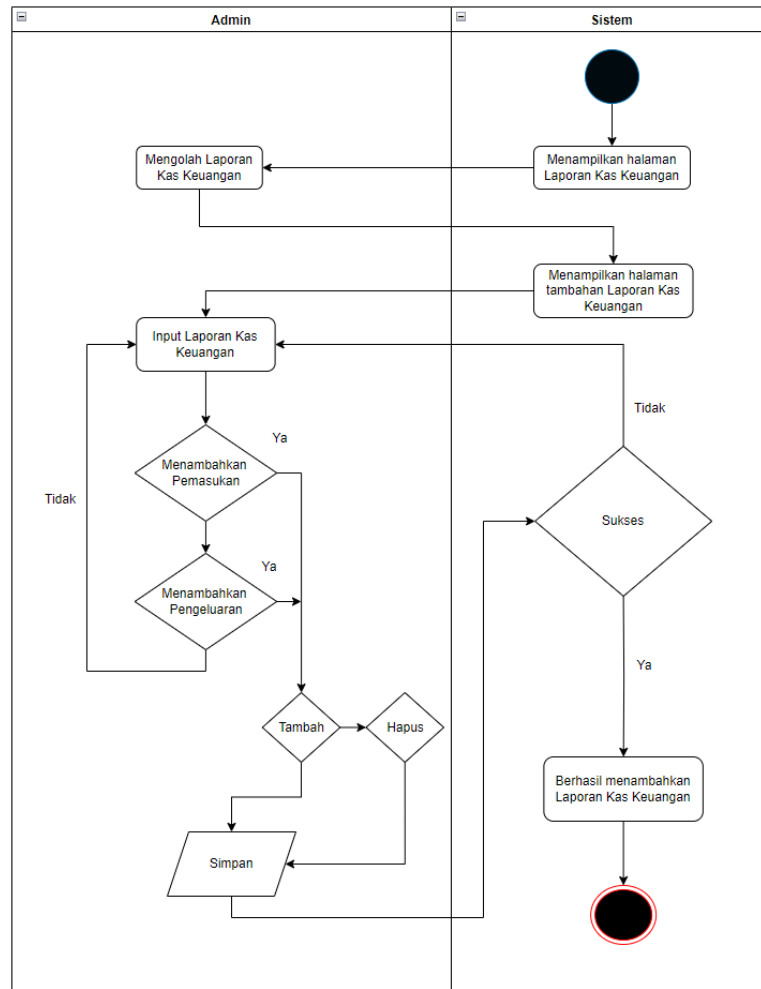 Admin
Sistem
Mengolah Laporan
Kas Keuangan
Menampilkan halaman
Laporan Kas Keuangan
Menampilkan halaman
tambahan Laporan Kas
Keuangan
Input Laporan Kas
Keuangan
Tidak
Ya
Menambahkan
Pemasukan
Tidak
Sukses
Ya
Menambahkan
Pengeluaran
Ya
Tambah
Hapus
Berhasil menambahkan
Laporan Kas Keuangan
Simpan